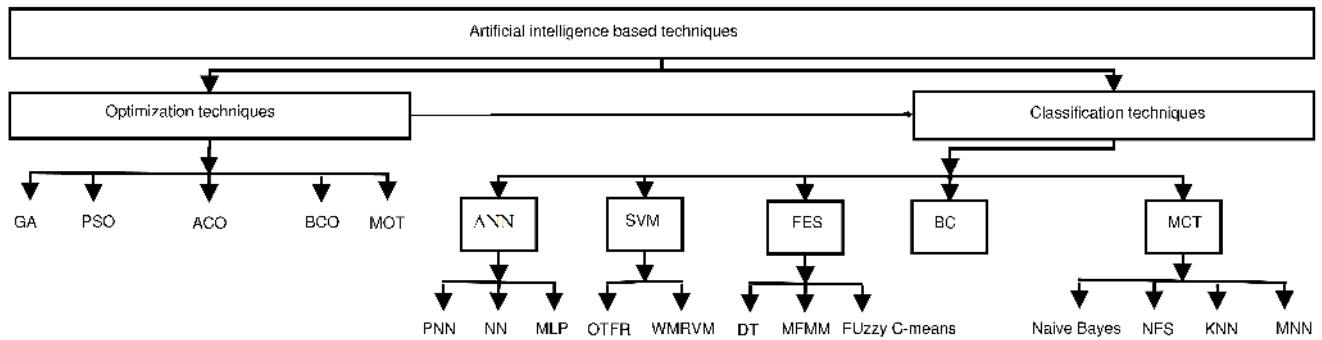 Artificial intelligence based techniques
Optimization techniques
Classification techniques
GA PSO ACO BCO MOT
ANN SVM FES BC MCT
PNN NN MLP OTFR WMRVM DT MFMM FUzzy C-means Naive Bayes NFS KNN MNN